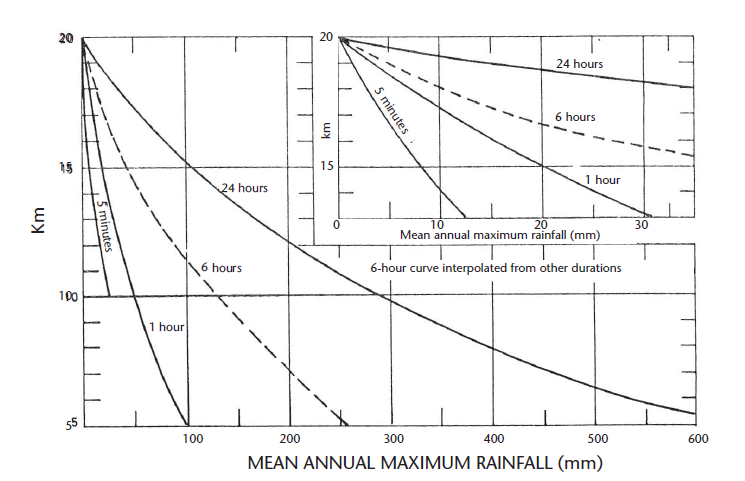 20
15
10
5
Km
5 minutes
1 hour
6 hours
24 hours
20
15
km
5 minutes
24 hours
6 hours
1 hour
0 10 20 30
Mean annual maximum rainfall (mm)
6-hour curve interpolated from other durations
100 200 300 400 500 600
MEAN ANNUAL MAXIMUM RAINFALL (mm)